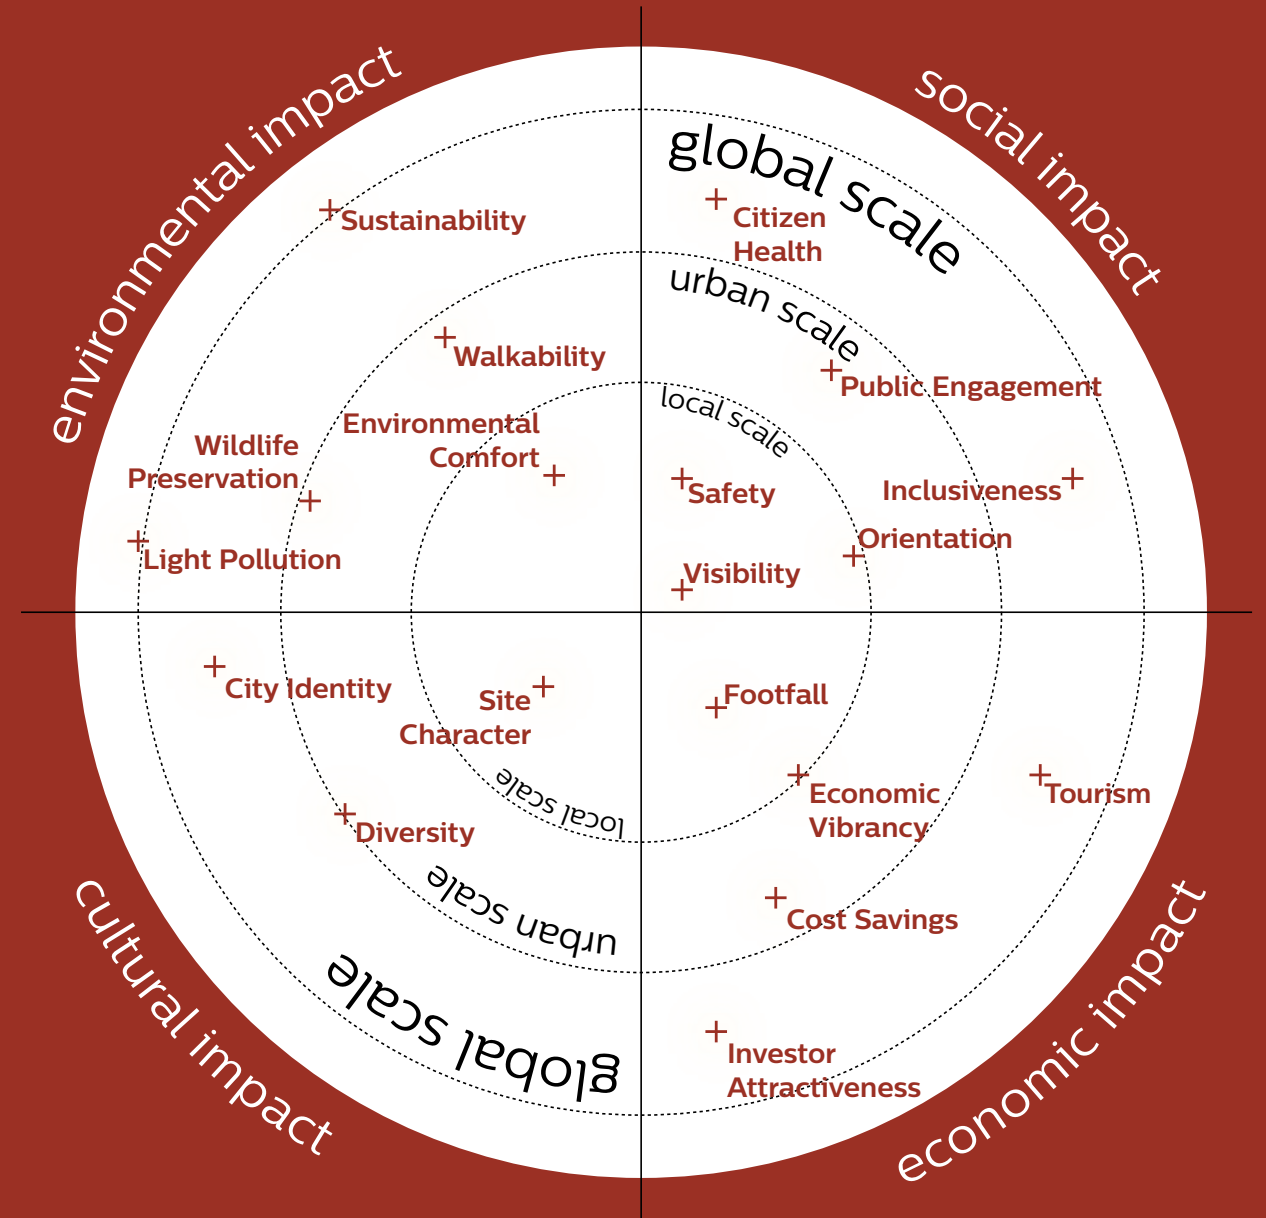 environmental impact
social impact
global scale
Sustainability
Citizen
Health
urban scale
Walkability
Public Engagement
local scale
Environmental
Comfort
Wildlife
Preservation
Safety
Inclusiveness
Orientation
Light Pollution
Visibility
City Identity
Site
Character
Footfall
local scale
Economic
Vibrancy
Tourism
Diversity
urban scale
Cost Savings
global scale
Investor
Attractiveness
cultural impact
economic impact